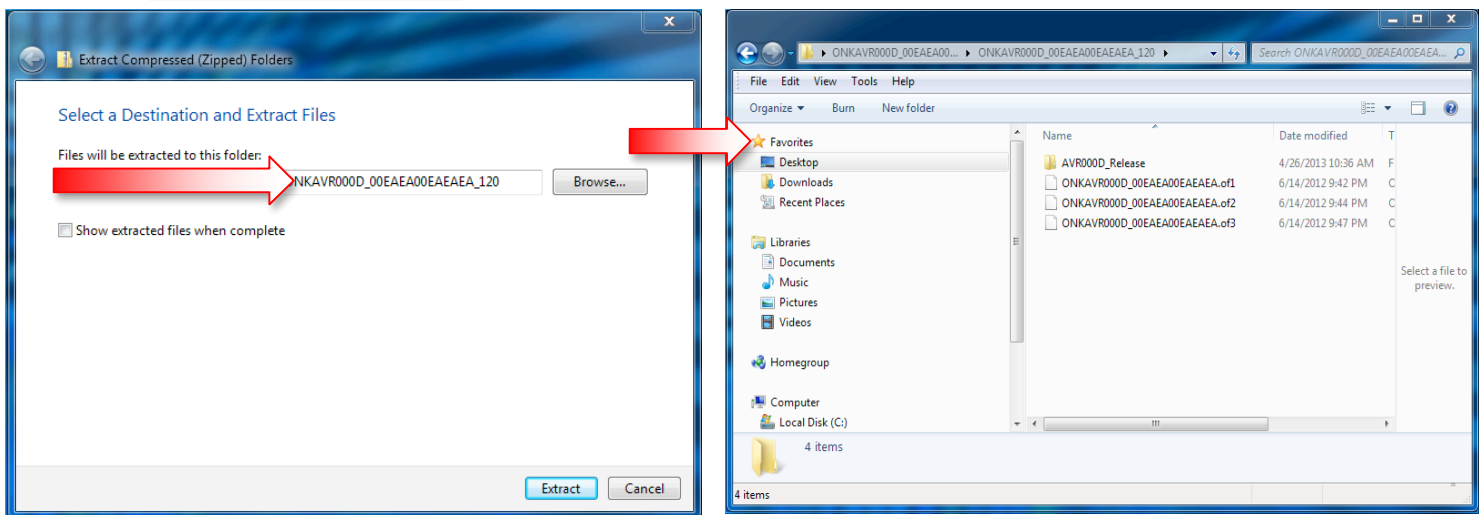 Extract Compressed (Zipped) Folders
Select a Destination and Extract Files
Files will be extracted to this folder:
NKAVR000D_00EAEA00EAEAEA_120
Browse...
Show extracted files when complete
Extract
Cancel
ONKAVR000D_00EAEA00... ONKAVR000D_00EAEA00EAEAEA_120
Search ONKAVR000D_00EAEA00EAEA...
File Edit View Tools Help
Organize Burn New folder
Favorites
Desktop
Downloads
Recent Places
Libraries
Documents
Music
Pictures
Videos
Homegroup
Computer
Local Disk (C:)
Name Date modified T
AVR000D_Release 4/26/2013 10:36 AM F
ONKAVR000D_00EAEA00EAEAEA.of1 6/14/2012 9:42 PM C
ONKAVR000D_00EAEA00EAEAEA.of2 6/14/2012 9:44 PM C
ONKAVR000D_00EAEA00EAEAEA.of3 6/14/2012 9:47 PM C
Select a file to
preview.
4 items
4 items